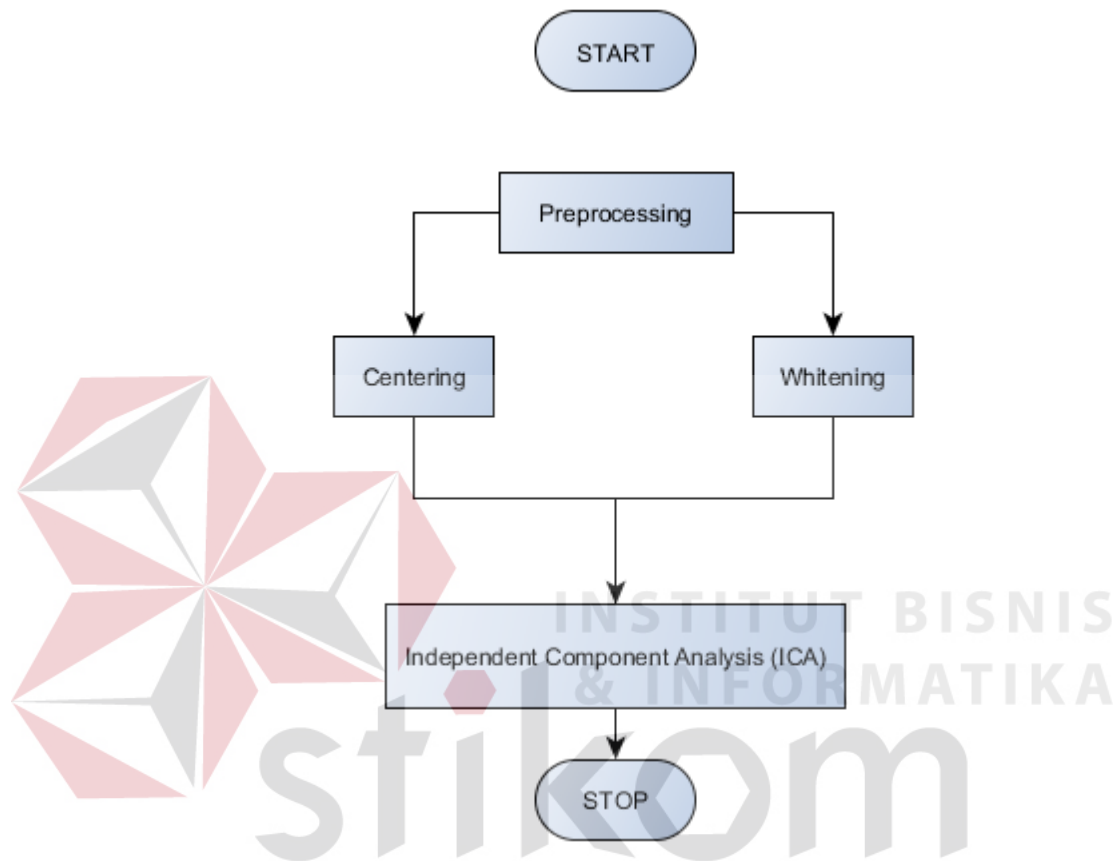 START
Preprocessing
Centering
Whitening
INSTITUT BISNIS
Independent Component Analysis (ICA)
& INFORMATIKA
stikom
STOP